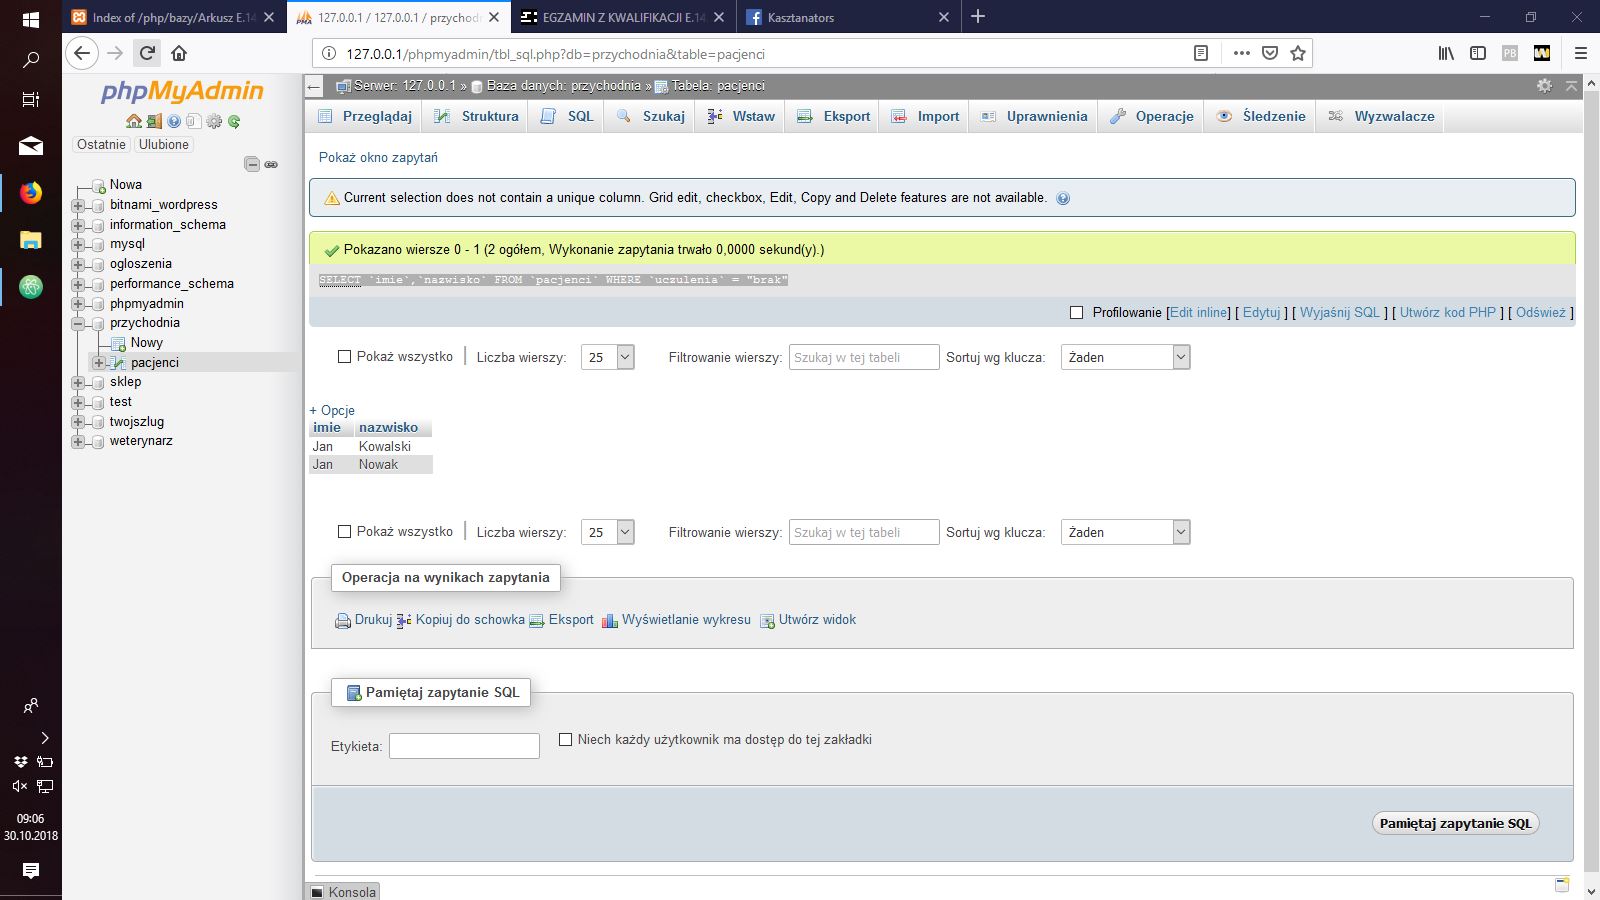 Index of /php/bazy/Arkusz E.14
127.0.0.1 / 127.0.0.1 / przychodn
EGZAMIN Z KWALIFIKACJI E.14
Kasztanators
127.0.0.1/phpmyadmin/tbl_sql.php?db=przychodnia&table=pacjenci
phpMyAdmin
Ostatnie Ulubione
Nowa
bitnami_wordpress
information_schema
mysql
ogloszenia
performance_schema
phpmyadmin
przychodnia
Nowy
pacjenci
sklep
test
twojszlug
weterynarz
Serwer: 127.0.0.1 » Baza danych: przychodnia » Tabela: pacjenci
Przeglądaj Struktura SQL Szukaj Wstaw Eksport Import Uprawnienia Operacje Śledzenie Wyzwalacze
Pokaż okno zapytań
Current selection does not contain a unique column. Grid edit, checkbox, Edit, Copy and Delete features are not available.
Pokazano wiersze 0 - 1 (2 ogółem, Wykonanie zapytania trwało 0,0000 sekund(y).)
SELECT `imie`,`nazwisko` FROM `pacjenci` WHERE `uczulenia` = "brak"
Profilowanie [Edit inline] [ Edytuj ] [ Wyjaśnij SQL ] [ Utwórz kod PHP ] [ Odśwież ]
Pokaż wszystko | Liczba wierszy: 25 Filtrowanie wierszy: Szukaj w tej tabeli Sortuj wg klucza: Żaden
+ Opcje
imie nazwisko
Jan Kowalski
Jan Nowak
Pokaż wszystko | Liczba wierszy: 25 Filtrowanie wierszy: Szukaj w tej tabeli Sortuj wg klucza: Żaden
Operacja na wynikach zapytania
Drukuj Kopiuj do schowka Eksport Wyświetlanie wykresu Utwórz widok
Pamiętaj zapytanie SQL
Etykieta: Niech każdy użytkownik ma dostęp do tej zakładki
Pamiętaj zapytanie SQL
Konsola
09:06
30.10.2018